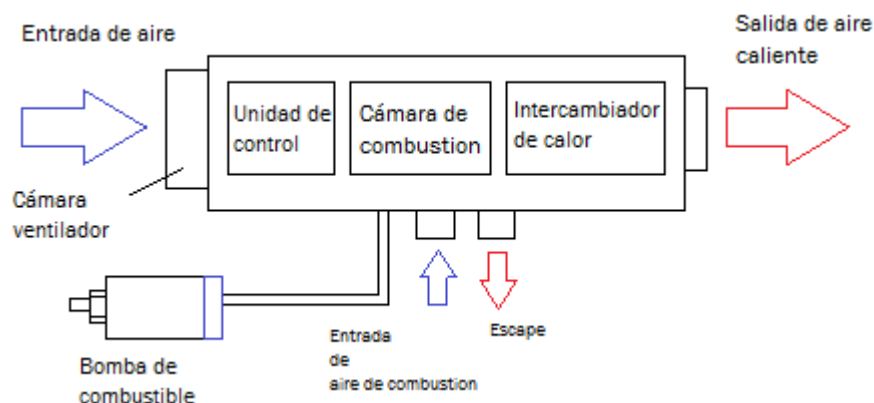 Entrada de aire
Salida de aire
caliente
Unidad de
control
Cámara de
combustion
Intercambiador
de calor
Cámara
ventilador
Bomba de
combustible
Entrada
de
aire de combustion
Escape